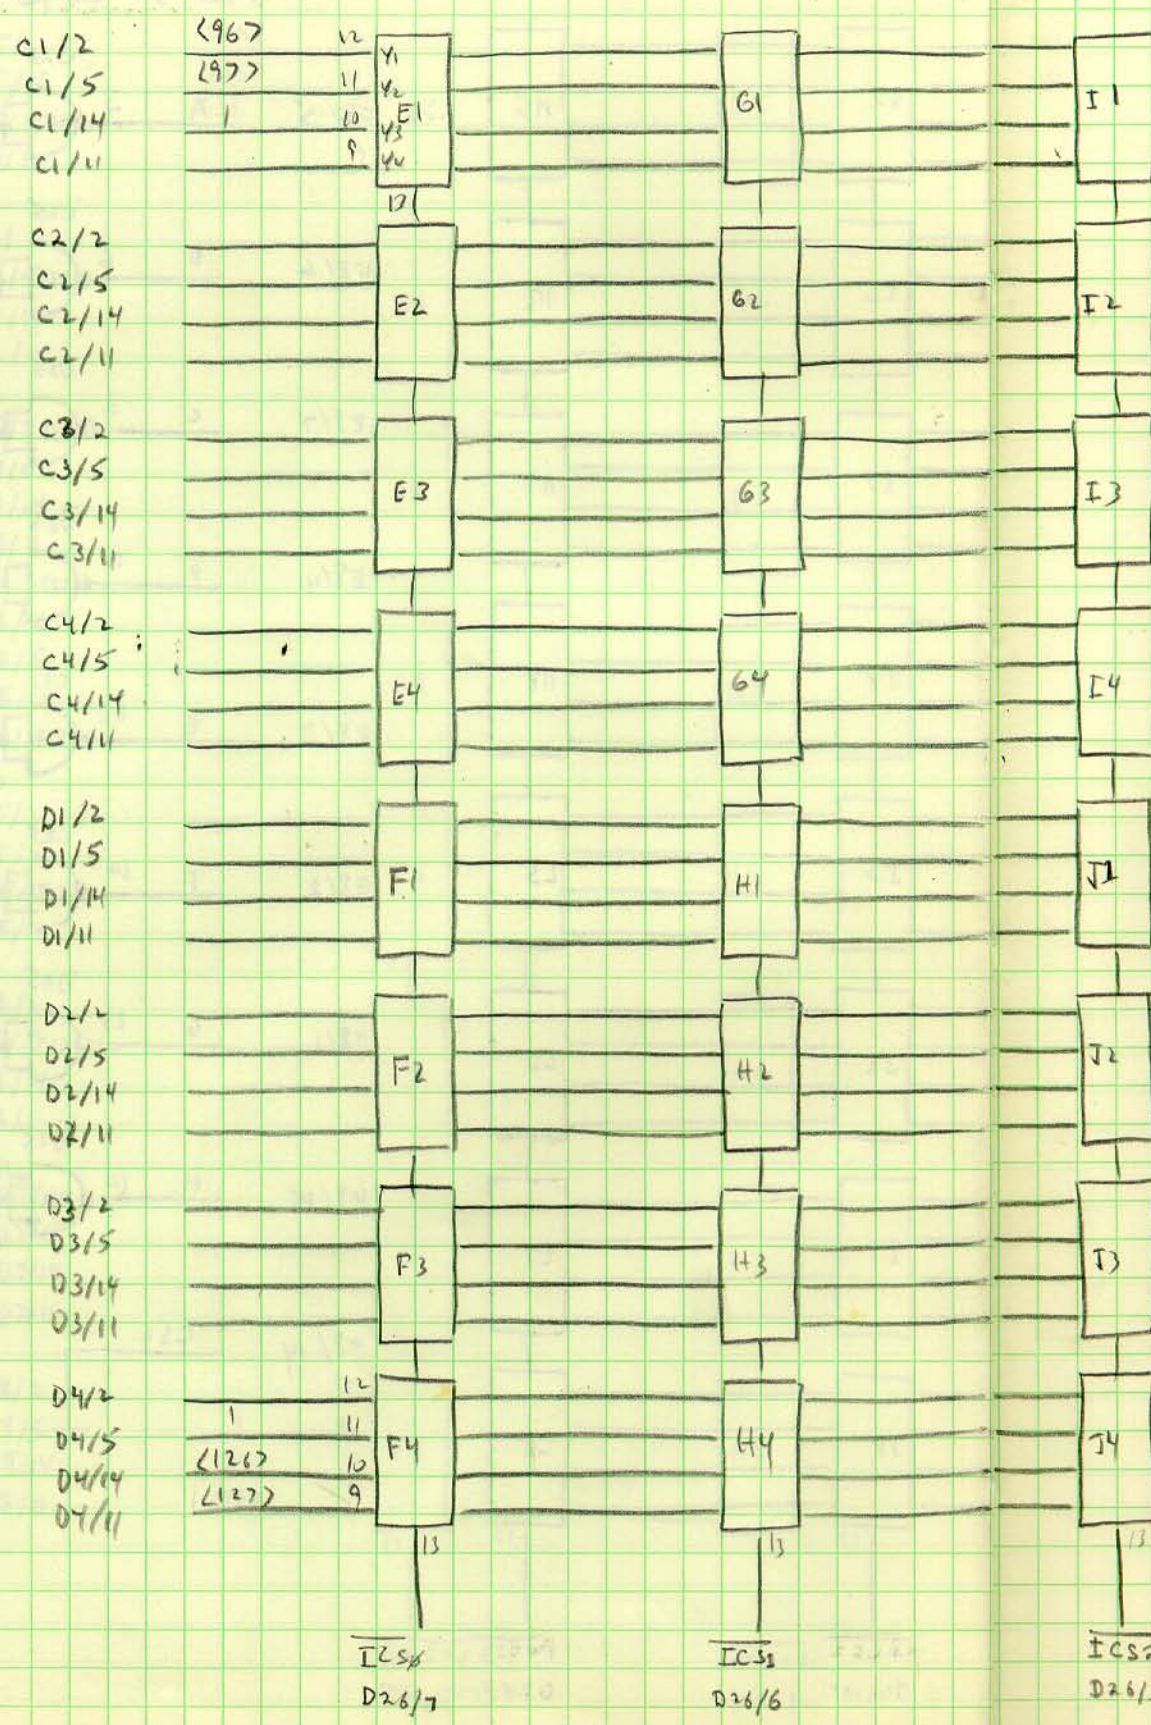 C1/2 <96> 12 Y1
C1/5 <97> 11 Y2 E1 G1 I1
C1/14 1 10 Y3
C1/11 9 Y4
13
C2/2
C2/5 E2 G2 I2
C2/14
C2/11
C3/2
C3/5 E3 G3 I3
C3/14
C3/11
C4/2
C4/5 E4 G4 I4
C4/14
C4/11
D1/2
D1/5 F1 H1 J1
D1/14
D1/11
D2/2
D2/5 F2 H2 J2
D2/14
D2/11
D3/2
D3/5 F3 H3 J3
D3/14
D3/11
D4/2 12
D4/5 1 11 F4 H4 J4
D4/14 <126> 10
D4/11 <127> 9
13 13 13
ICS0 ICS1 ICS2
D26/7 D26/6 D26/